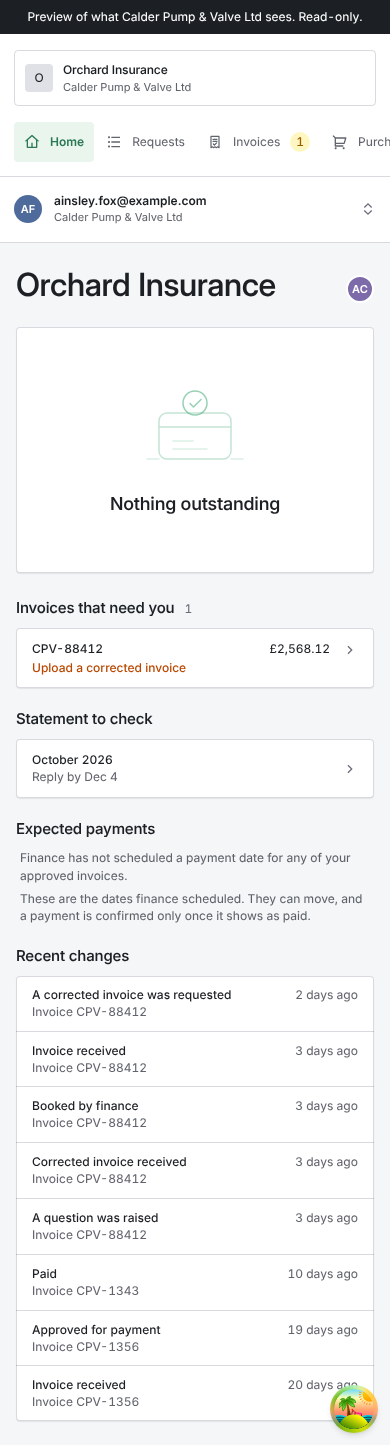 Preview of what Calder Pump & Valve Ltd sees. Read-only.
O
Orchard Insurance
Calder Pump & Valve Ltd
Home
Requests
Invoices
1
Purch
AF
ainsley.fox@example.com
Calder Pump & Valve Ltd
Orchard Insurance
AC
Nothing outstanding
Invoices that need you 1
CPV-88412 £2,568.12
Upload a corrected invoice
Statement to check
October 2026
Reply by Dec 4
Expected payments
Finance has not scheduled a payment date for any of your
approved invoices.
These are the dates finance scheduled. They can move, and
a payment is confirmed only once it shows as paid.
Recent changes
A corrected invoice was requested 2 days ago
Invoice CPV-88412
Invoice received 3 days ago
Invoice CPV-88412
Booked by finance 3 days ago
Invoice CPV-88412
Corrected invoice received 3 days ago
Invoice CPV-88412
A question was raised 3 days ago
Invoice CPV-88412
Paid 10 days ago
Invoice CPV-1343
Approved for payment 19 days ago
Invoice CPV-1356
Invoice received 20 days ago
Invoice CPV-1356